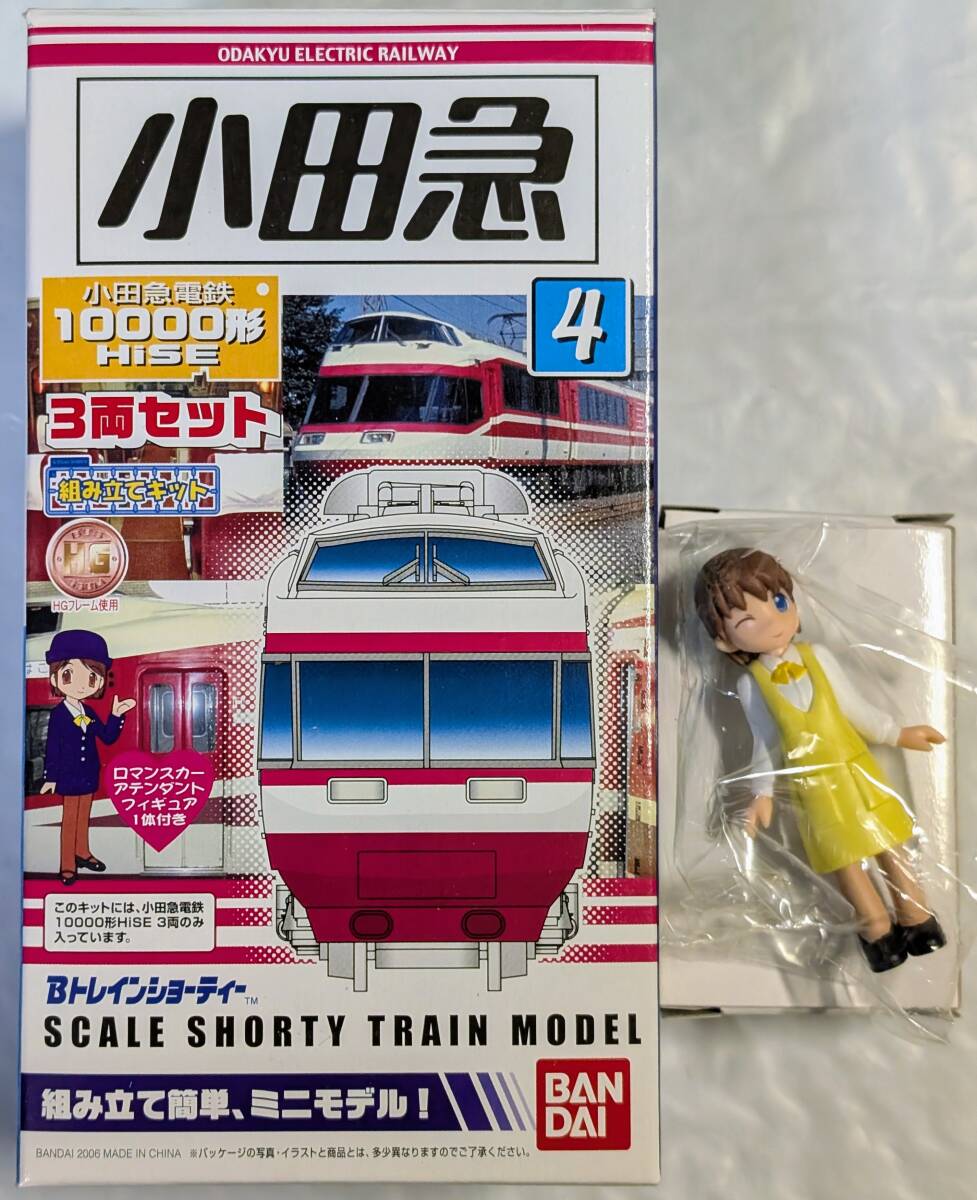 ODAKYU ELECTRIC RAILWAY
小田急
小田急電鉄
10000形
HiSE
4
3両セット
組み立てキット
HG
HGフレーム使用
ロマンスカー
アテンダント
フィギュア
1体付き
このキットには、小田急電鉄
10000形HiSE 3両のみ
入っています。
Bトレインショーティー™
SCALE SHORTY TRAIN MODEL
組み立て簡単、ミニモデル!
BAN
DAI
BANDAI 2006 MADE IN CHINA ※パッケージの写真・イラストと商品とは、多少異なりますのでご了承ください。